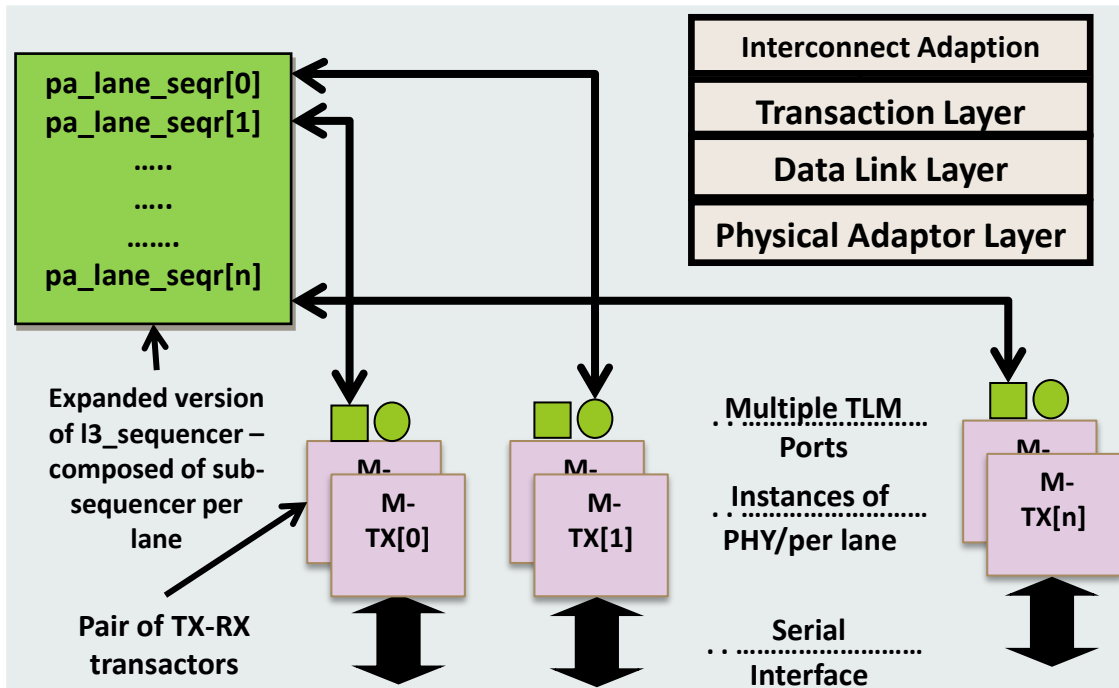 pa_lane_seqr[0]
pa_lane_seqr[1]
…..
…..
…….
pa_lane_seqr[n]
Interconnect Adaption
Transaction Layer
Data Link Layer
Physical Adaptor Layer
Expanded version
of l3_sequencer –
composed of sub-
sequencer per
lane
Pair of TX-RX
transactors
M-
M-
TX[0]
M-
M-
TX[1]
Multiple TLM
Ports
Instances of
PHY/per lane
Serial
Interface
M-
M-
TX[n]